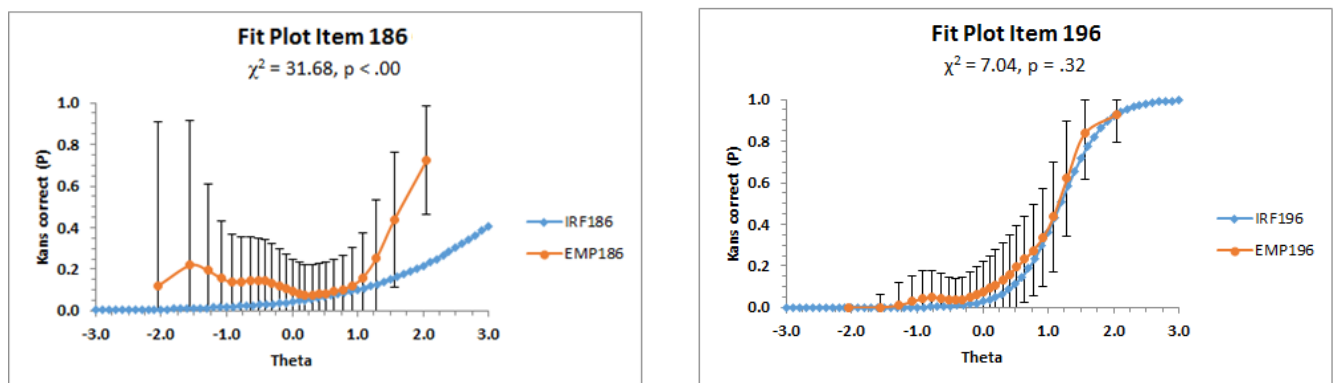 Fit Plot Item 186
χ² = 31.68, p < .00
Kans correct (P)
1.0
0.8
0.6
0.4
0.2
0.0
-3.0 -2.0 -1.0 0.0 1.0 2.0 3.0
Theta
IRF186
EMP186
Fit Plot Item 196
χ² = 7.04, p = .32
Kans correct (P)
1.0
0.8
0.6
0.4
0.2
0.0
-3.0 -2.0 -1.0 0.0 1.0 2.0 3.0
Theta
IRF196
EMP196